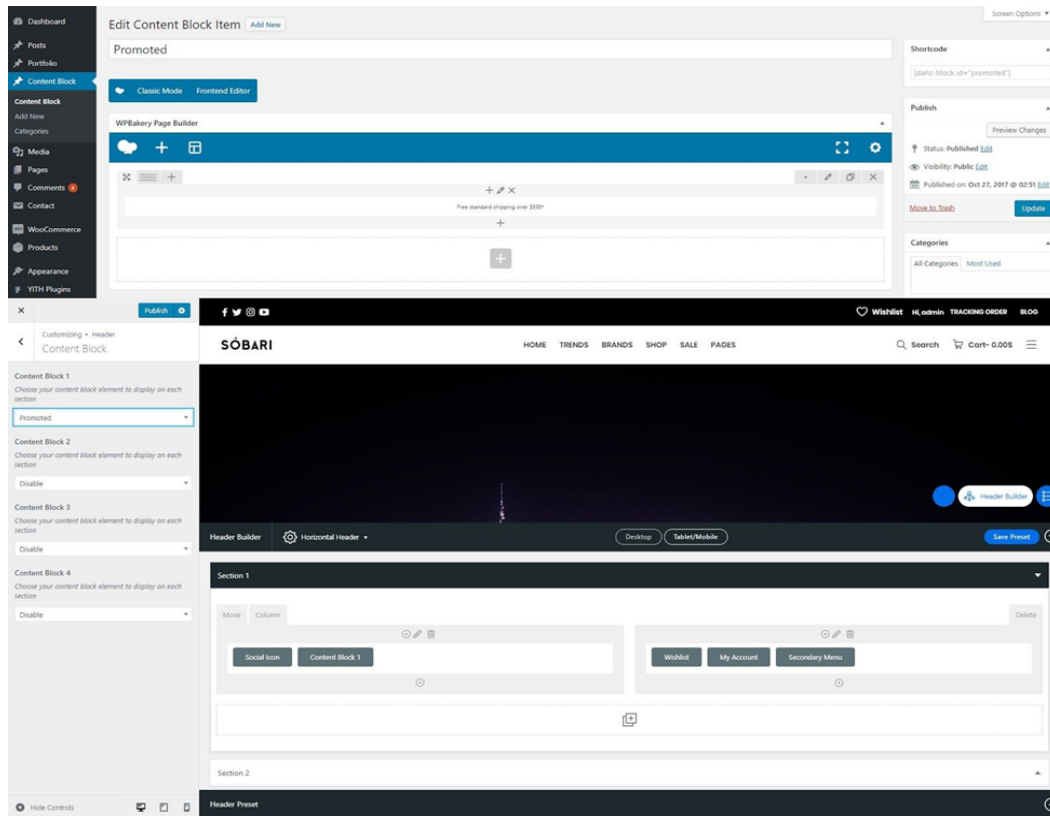 Screen Options
Dashboard
Edit Content Block Item Add New
Posts
Portfolio
Content Block
Content Block
Add New
Categories
Media
Pages
Comments 4
Contact
WooCommerce
Products
Appearance
YITH Plugins
Promoted
Classic Mode Frontend Editor
WPBakery Page Builder
Free standard shipping over $500*
Shortcode
[daho-block id="promoted"]
Publish
Preview Changes
Status: Published Edit
Visibility: Public Edit
Published on: Oct 27, 2017 @ 02:51 Edit
Move to Trash Update
Categories
All Categories Most Used
Publish
Customizing • Header
Content Block
Content Block 1
Choose your content block element to display on each
section
Promoted
Content Block 2
Choose your content block element to display on each
section
Disable
Content Block 3
Choose your content block element to display on each
section
Disable
Content Block 4
Choose your content block element to display on each
section
Disable
Hide Controls
Wishlist Hi, admin TRACKING ORDER BLOG
SÓBARI HOME TRENDS BRANDS SHOP SALE PAGES Search Cart- 0.00$
Header Builder
Header Builder Horizontal Header Desktop Tablet/Mobile Save Preset
Section 1
Move Column Delete
Social Icon Content Block 1 Wishlist My Account Secondary Menu
Section 2
Header Preset